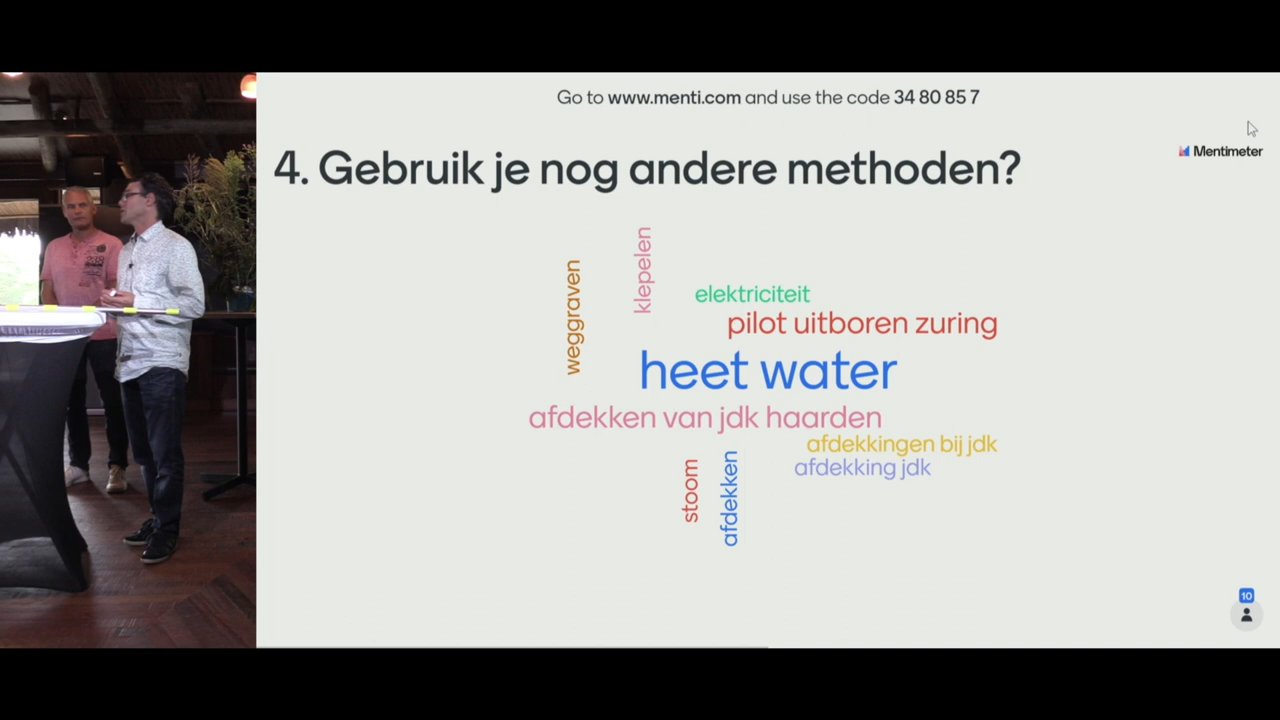 Go to www.menti.com and use the code 34 80 85 7
Mentimeter
4. Gebruik je nog andere methoden?
klepelen
weggraven
elektriciteit
pilot uitboren zuring
heet water
afdekken van jdk haarden
afdekkingen bij jdk
afdekking jdk
stoom
afdekken
10